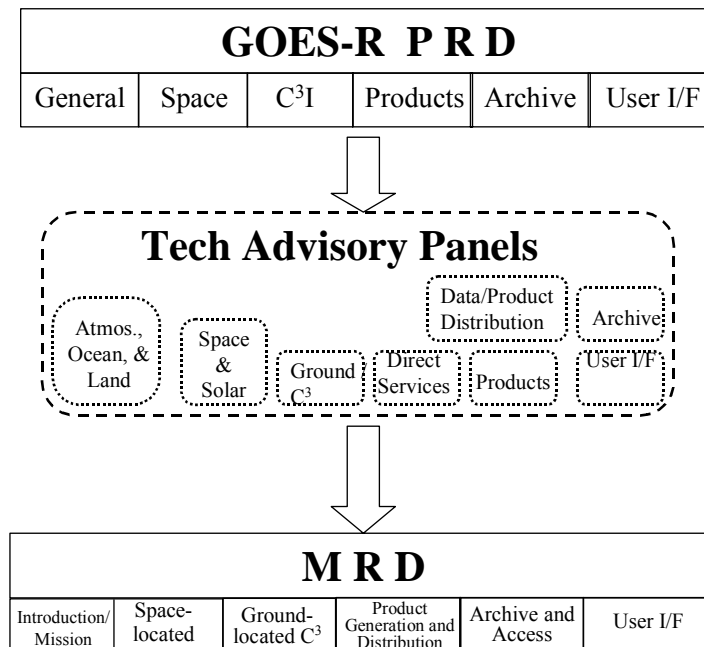 GOES-R P R D
General Space C³I Products Archive User I/F
Tech Advisory Panels
Atmos.,
Ocean, &
Land
Space
&
Solar
Ground /
C³
Direct
Services
Data/Product
Distribution
Products
Archive
User I/F
M R D
Introduction/
Mission
Space-
located
Ground-
located C³
Product
Generation and
Distribution
Archive and
Access
User I/F